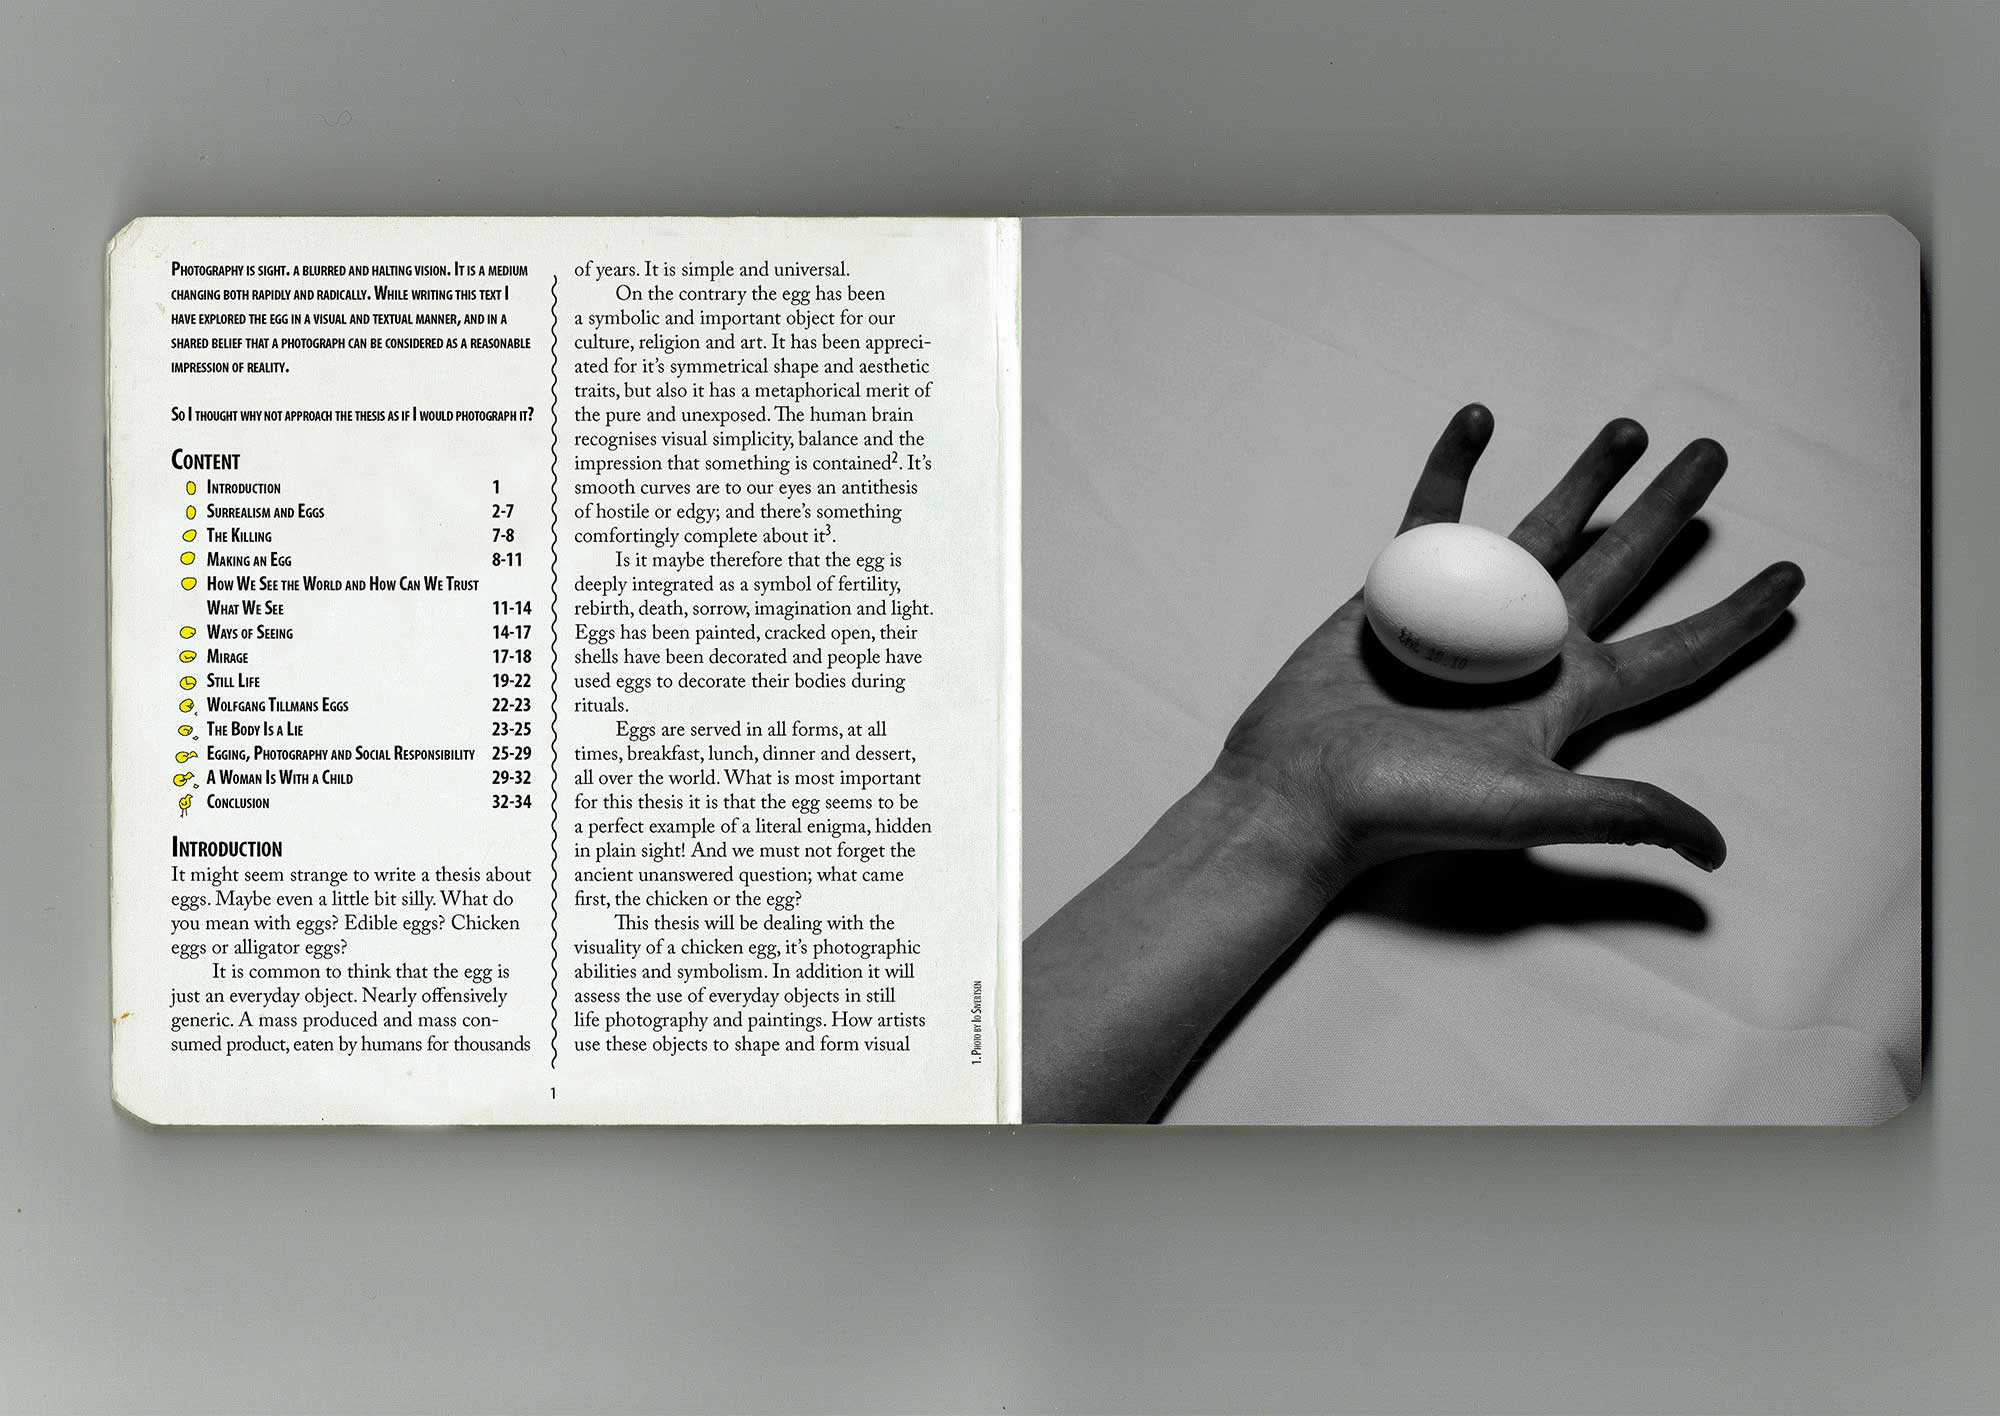 Photography is sight. a blurred and halting vision. It is a medium
changing both rapidly and radically. While writing this text I
have explored the egg in a visual and textual manner, and in a
shared belief that a photograph can be considered as a reasonable
impression of reality.
So I thought why not approach the thesis as if I would photograph it?
Content
Introduction 1
Surrealism and Eggs 2-7
The Killing 7-8
Making an Egg 8-11
How We See the World and How Can We Trust
What We See 11-14
Ways of Seeing 14-17
Mirage 17-18
Still Life 19-22
Wolfgang Tillmans Eggs 22-23
The Body Is a Lie 23-25
Egging, Photography and Social Responsibility 25-29
A Woman Is With a Child 29-32
Conclusion 32-34
Introduction
It might seem strange to write a thesis about
eggs. Maybe even a little bit silly. What do
you mean with eggs? Edible eggs? Chicken
eggs or alligator eggs?
It is common to think that the egg is
just an everyday object. Nearly offensively
generic. A mass produced and mass con-
sumed product, eaten by humans for thousands
of years. It is simple and universal.
On the contrary the egg has been
a symbolic and important object for our
culture, religion and art. It has been appreci-
ated for it's symmetrical shape and aesthetic
traits, but also it has a metaphorical merit of
the pure and unexposed. The human brain
recognises visual simplicity, balance and the
impression that something is contained2. It's
smooth curves are to our eyes an antithesis
of hostile or edgy; and there's something
comfortingly complete about it3.
Is it maybe therefore that the egg is
deeply integrated as a symbol of fertility,
rebirth, death, sorrow, imagination and light.
Eggs has been painted, cracked open, their
shells have been decorated and people have
used eggs to decorate their bodies during
rituals.
Eggs are served in all forms, at all
times, breakfast, lunch, dinner and dessert,
all over the world. What is most important
for this thesis it is that the egg seems to be
a perfect example of a literal enigma, hidden
in plain sight! And we must not forget the
ancient unanswered question; what came
first, the chicken or the egg?
This thesis will be dealing with the
visuality of a chicken egg, it's photographic
abilities and symbolism. In addition it will
assess the use of everyday objects in still
life photography and paintings. How artists
use these objects to shape and form visual
1
1. Photo by Io Sivertsen
10.10